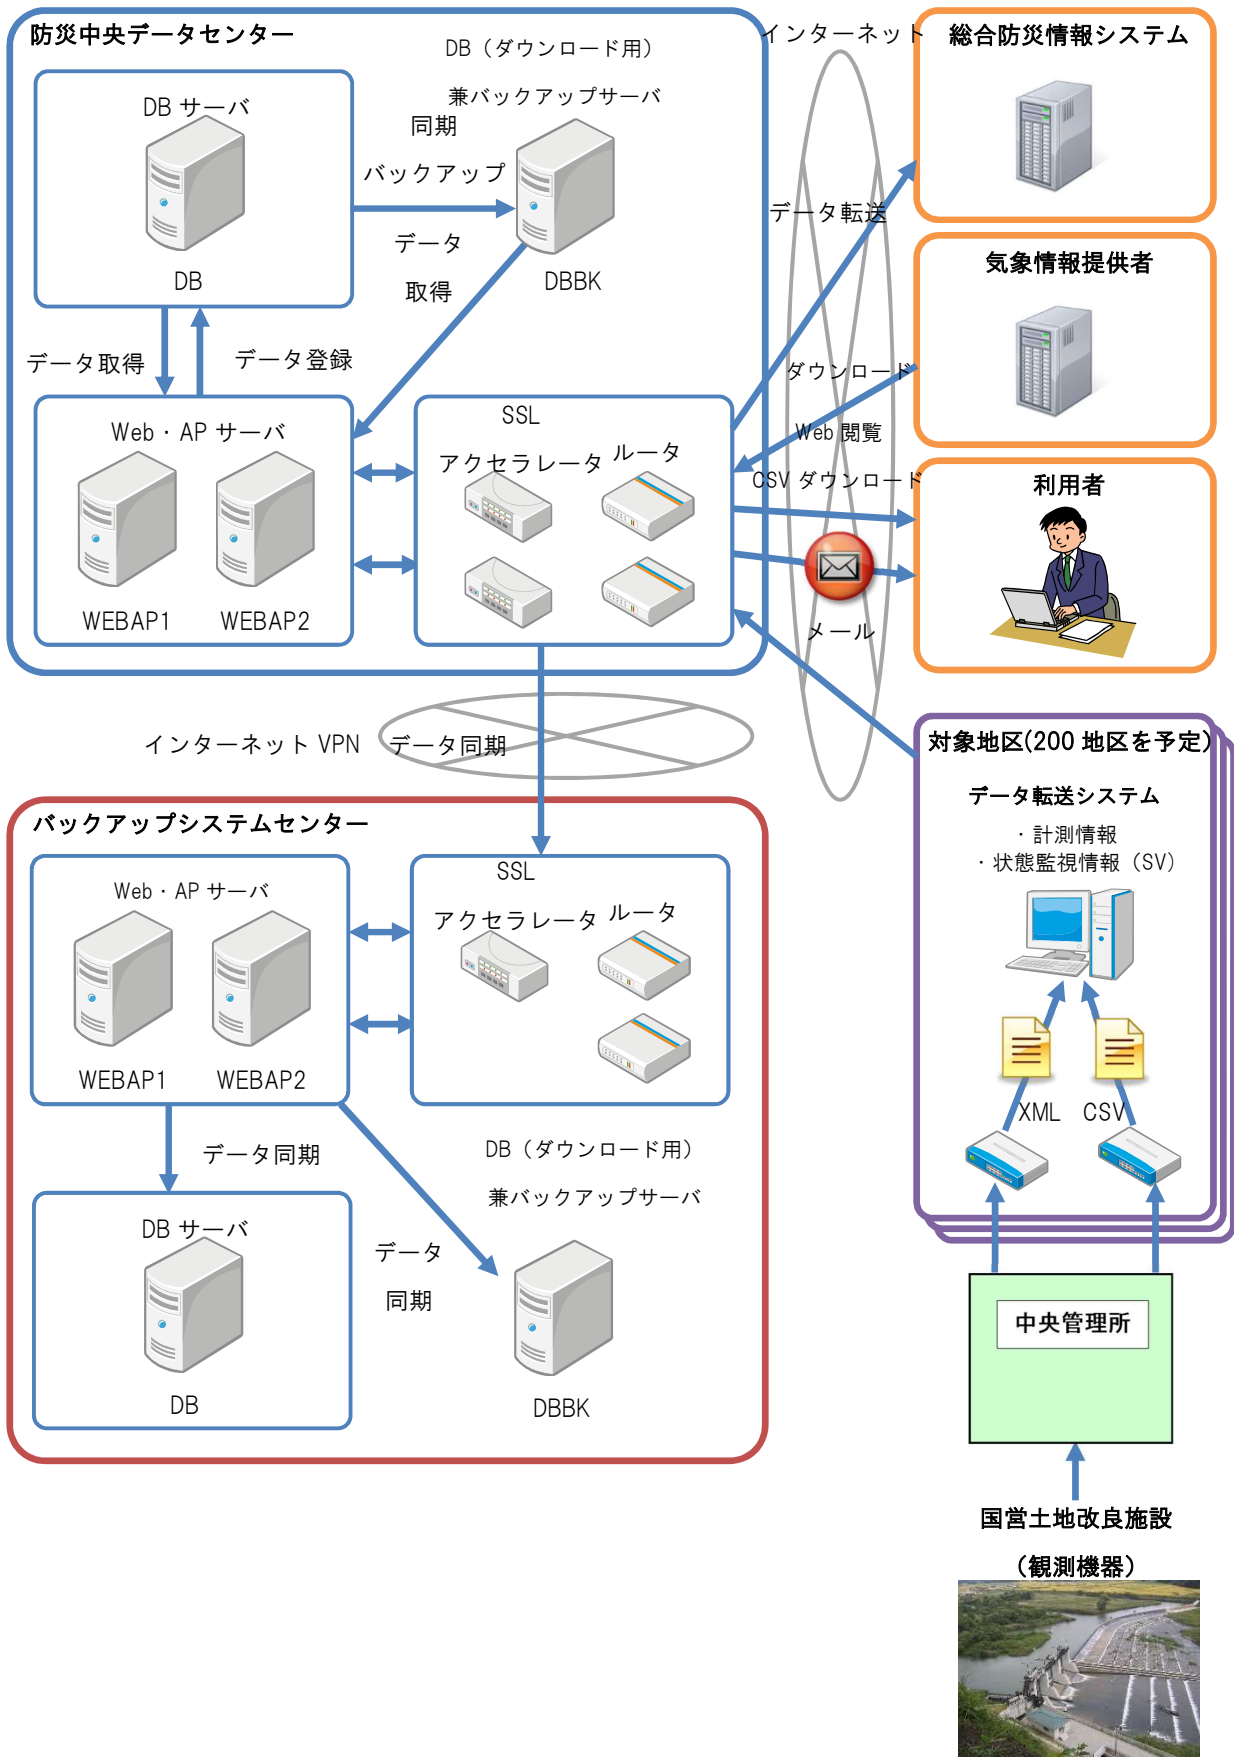 防災中央データセンター
DB（ダウンロード用）
兼バックアップサーバ
DB サーバ
同期
バックアップ
データ
取得
DB
DBBK
データ取得
データ登録
Web・AP サーバ
WEBAP1
WEBAP2
SSL
アクセラレータ
ルータ
インターネット
データ転送
ダウンロード
Web 閲覧
CSV ダウンロード
メール
総合防災情報システム
気象情報提供者
利用者
インターネット VPN
データ同期
バックアップシステムセンター
Web・AP サーバ
WEBAP1
WEBAP2
SSL
アクセラレータ
ルータ
データ同期
DB（ダウンロード用）
兼バックアップサーバ
DB サーバ
データ
同期
DB
DBBK
対象地区(200 地区を予定)
データ転送システム
・計測情報
・状態監視情報（SV）
XML
CSV
中央管理所
国営土地改良施設
（観測機器）